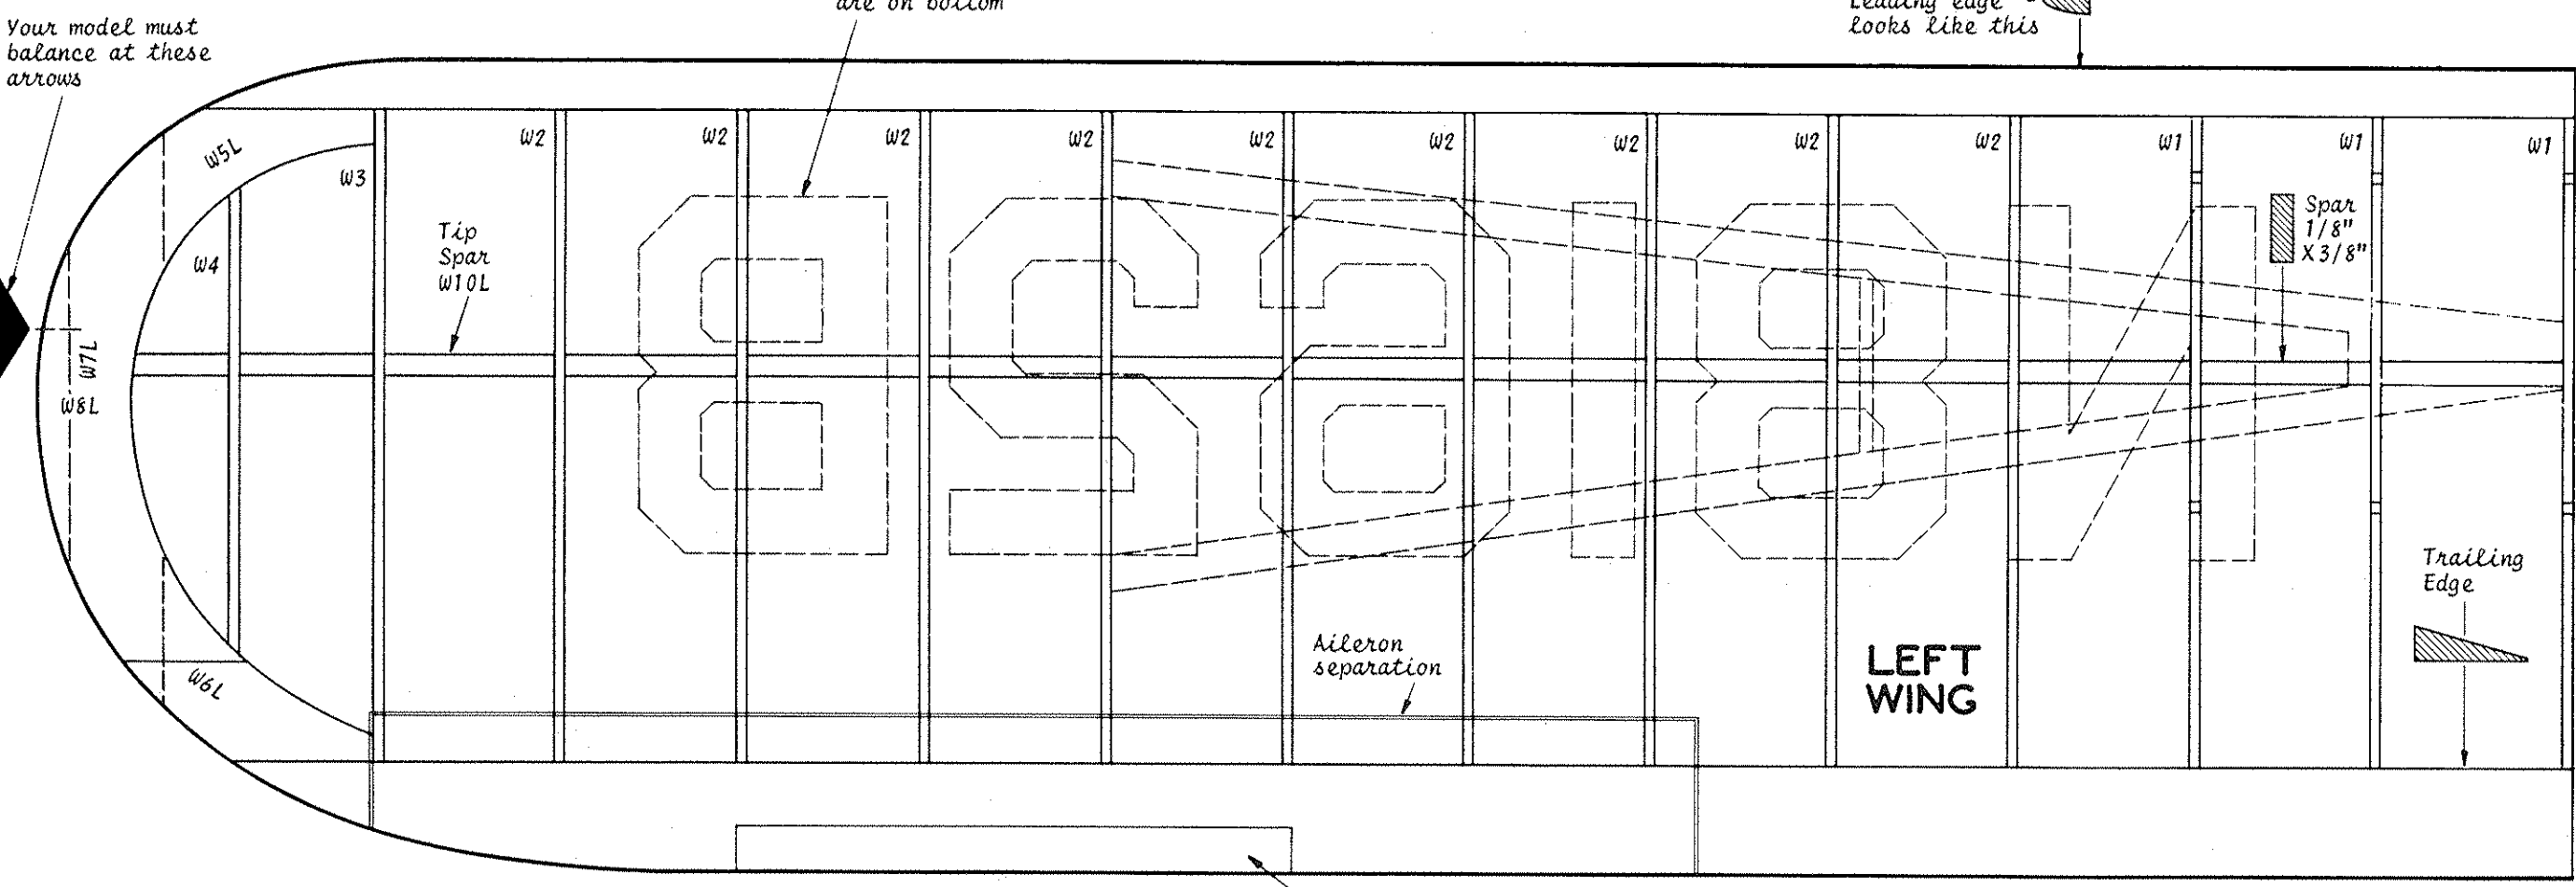 are on bottom
Leading edge
looks like this
Your model must
balance at these
arrows
W5L
W3
W2
W2
W2
W2
W2
W2
W2
W2
W2
W1
W1
W1
W4
Tip
Spar
W10L
Spar
1/8"
X3/8"
W7L
W8L
W6L
Aileron
separation
LEFT
WING
Trailing
Edge